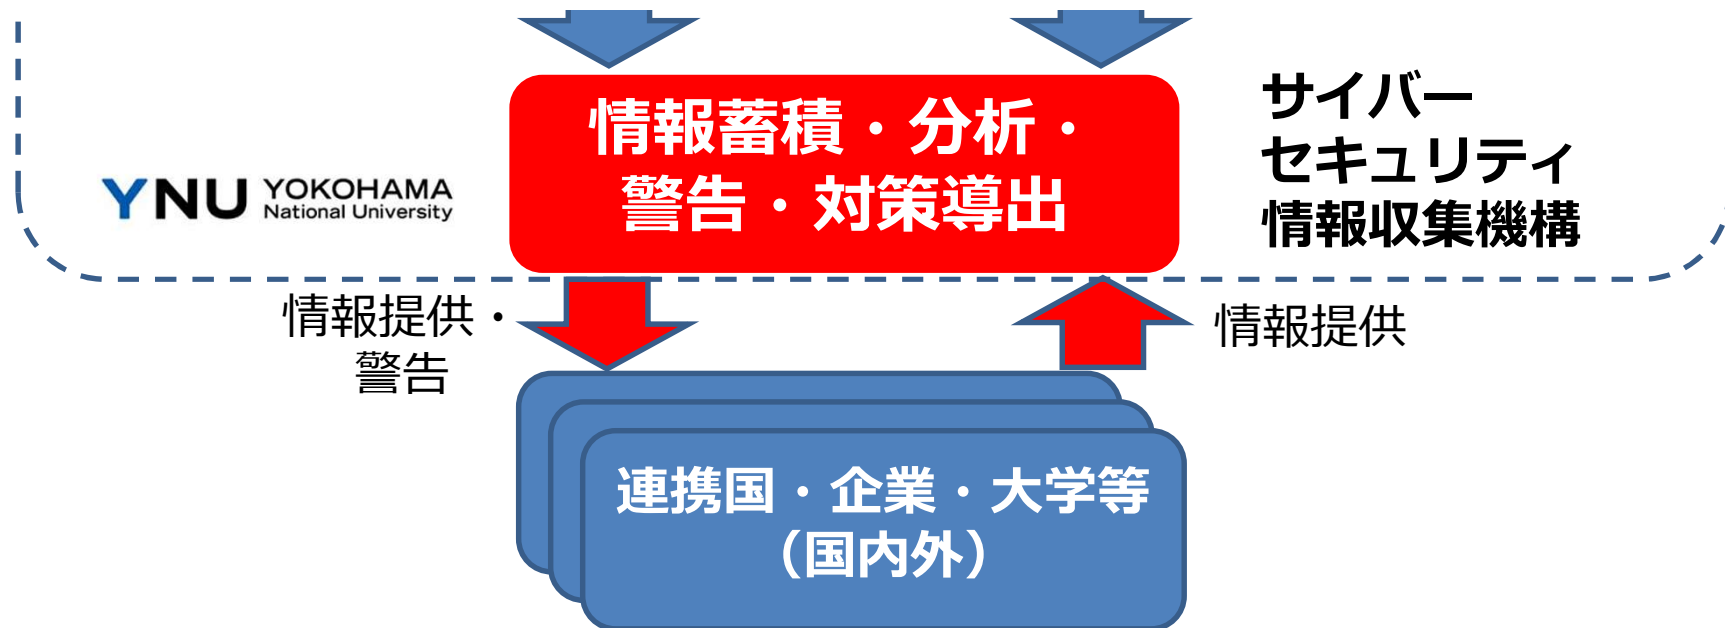 情報蓄積・分析・
警告・対策導出
サイバー
セキュリティ
情報収集機構
YNU YOKOHAMA
National University
情報提供・
警告
情報提供
連携国・企業・大学等
（国内外）